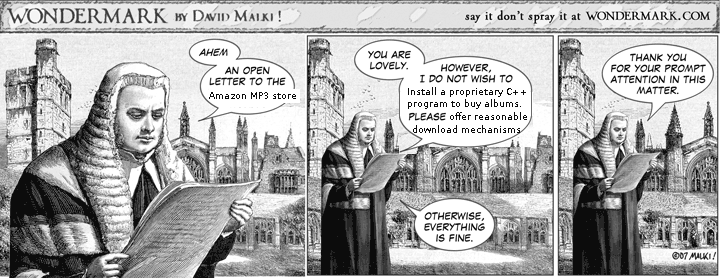 WONDERMARK BY DAVID MALKI !
say it don't spray it at WONDERMARK.COM
AHEM
AN OPEN
LETTER TO THE
Amazon MP3 store
YOU ARE
LOVELY.
HOWEVER,
I DO NOT WISH TO
Install a proprietary C++
program to buy albums.
PLEASE offer reasonable
download mechanisms
OTHERWISE,
EVERYTHING
IS FINE.
THANK YOU
FOR YOUR PROMPT
ATTENTION IN THIS
MATTER.
©07 MALKI !